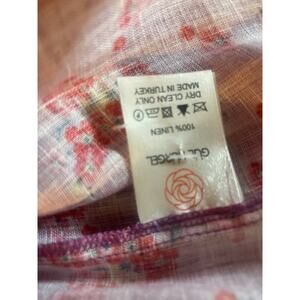 100% LINEN
DRY CLEAN ONLY
MADE IN TURKEY